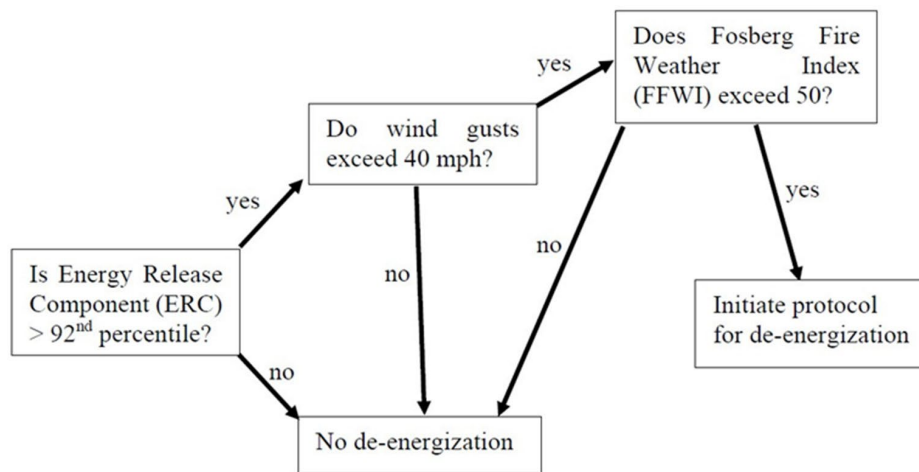 Does Fosberg Fire
Weather Index
(FFWI) exceed 50?
yes
Do wind gusts
exceed 40 mph?
yes
yes
no
no
Is Energy Release
Component (ERC)
> 92nd percentile?
Initiate protocol
for de-energization
no
No de-energization